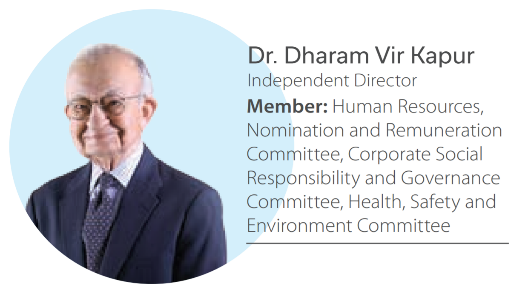 Dr. Dharam Vir Kapur
Independent Director
Member: Human Resources,
Nomination and Remuneration
Committee, Corporate Social
Responsibility and Governance
Committee, Health, Safety and
Environment Committee